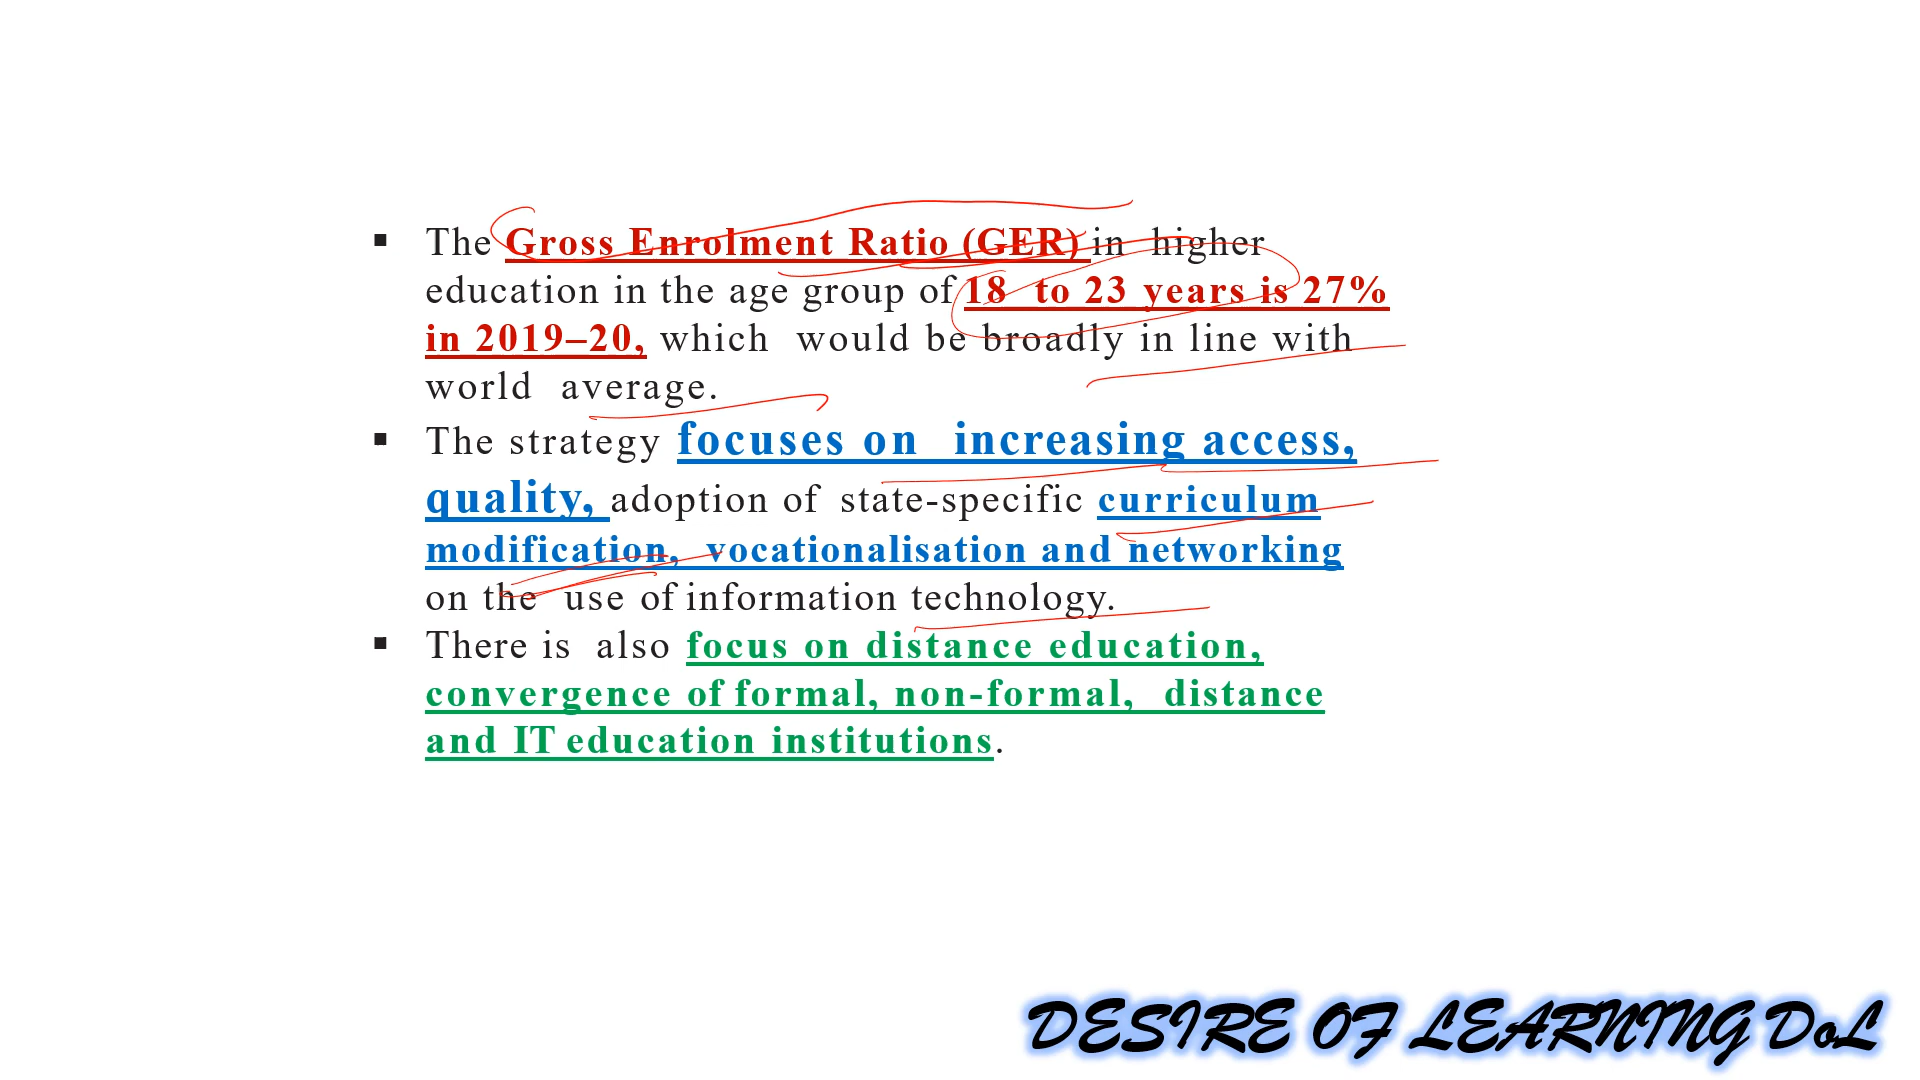 ▪ The Gross Enrolment Ratio (GER) in higher
education in the age group of 18 to 23 years is 27%
in 2019–20, which would be broadly in line with
world average.
▪ The strategy focuses on increasing access,
quality, adoption of state-specific curriculum
modification, vocationalisation and networking
on the use of information technology.
▪ There is also focus on distance education,
convergence of formal, non-formal, distance
and IT education institutions.
DESIRE OF LEARNING DoL